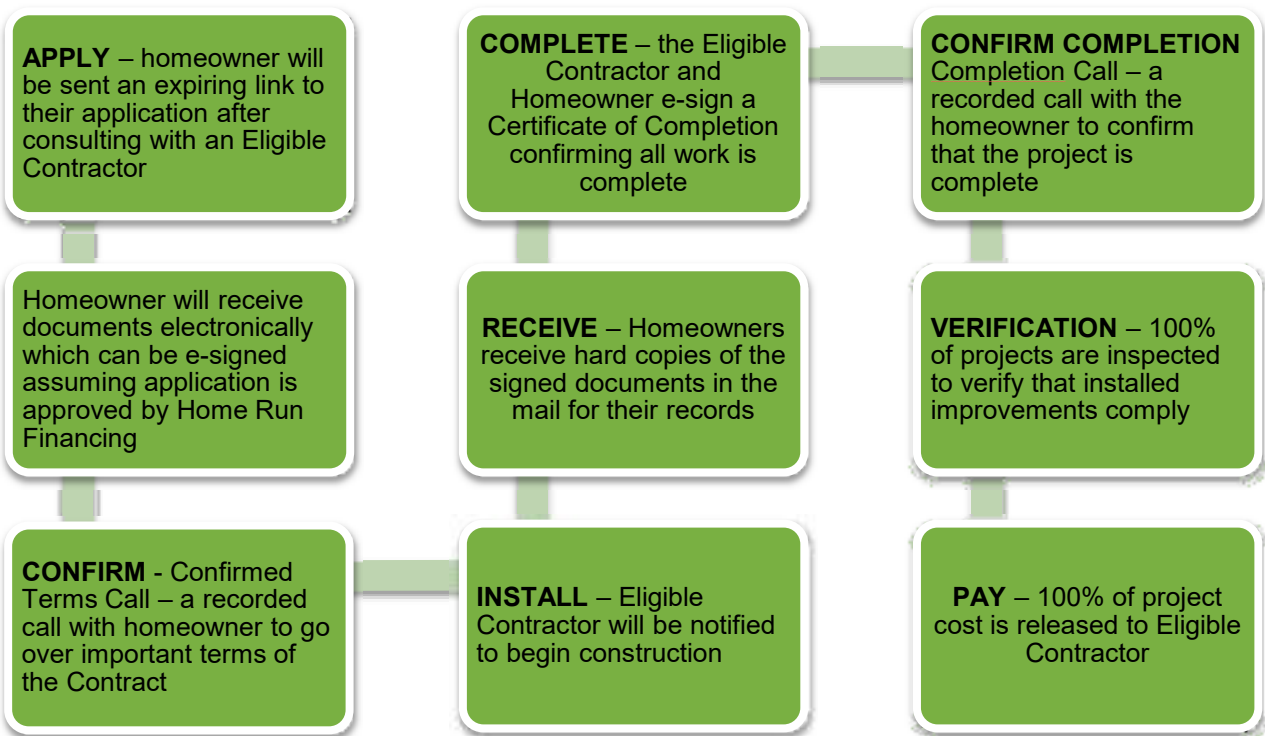 APPLY – homeowner will
be sent an expiring link to
their application after
consulting with an Eligible
Contractor
Homeowner will receive
documents electronically
which can be e-signed
assuming application is
approved by Home Run
Financing
CONFIRM - Confirmed
Terms Call – a recorded
call with homeowner to go
over important terms of
the Contract
INSTALL – Eligible
Contractor will be notified
to begin construction
RECEIVE – Homeowners
receive hard copies of the
signed documents in the
mail for their records
COMPLETE – the Eligible
Contractor and
Homeowner e-sign a
Certificate of Completion
confirming all work is
complete
CONFIRM COMPLETION
Completion Call – a
recorded call with the
homeowner to confirm
that the project is
complete
VERIFICATION – 100%
of projects are inspected
to verify that installed
improvements comply
PAY – 100% of project
cost is released to Eligible
Contractor